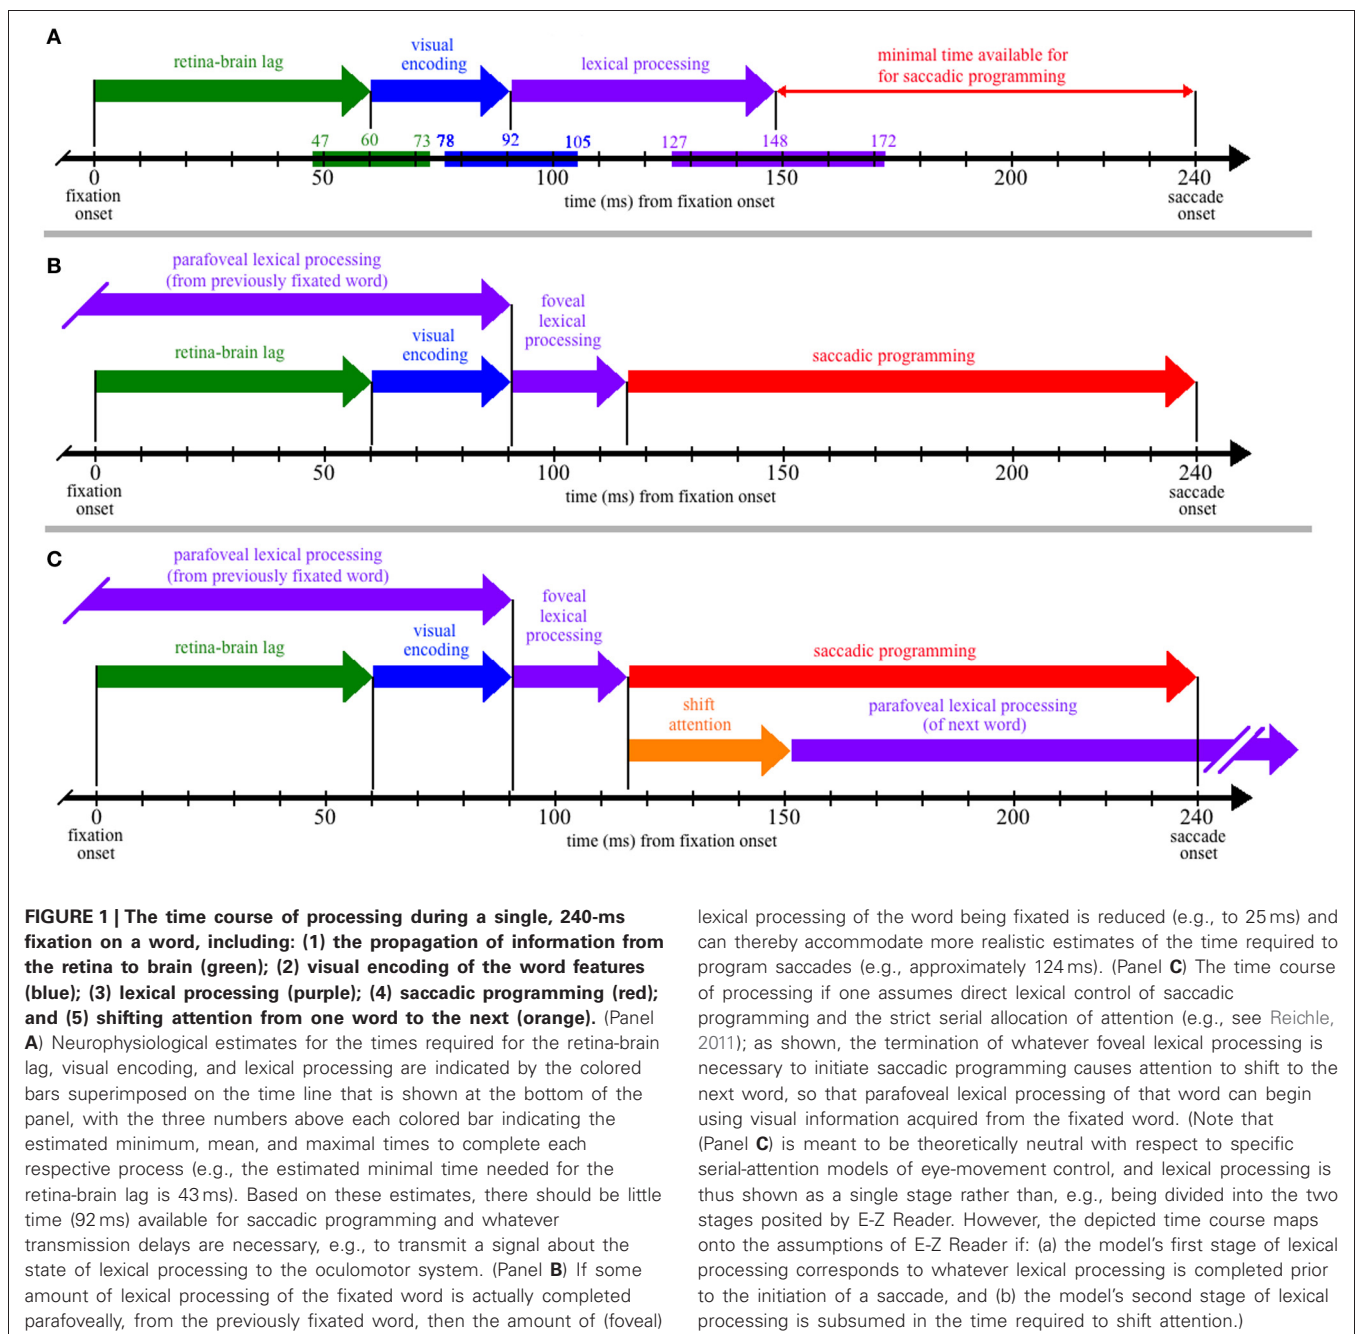 A
retina-brain lag
visual
encoding
lexical processing
minimal time available for
for saccadic programming
47 60 73 78 92 105 127 148 172
0 50 100 150 200 240
fixation
onset
time (ms) from fixation onset
saccade
onset
B
parafoveal lexical processing
(from previously fixated word)
foveal
lexical
processing
retina-brain lag
visual
encoding
saccadic programming
0 50 100 150 200 240
fixation
onset
time (ms) from fixation onset
saccade
onset
C
parafoveal lexical processing
(from previously fixated word)
foveal
lexical
processing
retina-brain lag
visual
encoding
saccadic programming
shift
attention
parafoveal lexical processing
(of next word)
0 50 100 150 200 240
fixation
onset
time (ms) from fixation onset
saccade
onset
FIGURE 1 | The time course of processing during a single, 240-ms
fixation on a word, including: (1) the propagation of information from
the retina to brain (green); (2) visual encoding of the word features
(blue); (3) lexical processing (purple); (4) saccadic programming (red);
and (5) shifting attention from one word to the next (orange). (Panel
A) Neurophysiological estimates for the times required for the retina-brain
lag, visual encoding, and lexical processing are indicated by the colored
bars superimposed on the time line that is shown at the bottom of the
panel, with the three numbers above each colored bar indicating the
estimated minimum, mean, and maximal times to complete each
respective process (e.g., the estimated minimal time needed for the
retina-brain lag is 43 ms). Based on these estimates, there should be little
time (92 ms) available for saccadic programming and whatever
transmission delays are necessary, e.g., to transmit a signal about the
state of lexical processing to the oculomotor system. (Panel B) If some
amount of lexical processing of the fixated word is actually completed
parafoveally, from the previously fixated word, then the amount of (foveal)
lexical processing of the word being fixated is reduced (e.g., to 25 ms) and
can thereby accommodate more realistic estimates of the time required to
program saccades (e.g., approximately 124 ms). (Panel C) The time course
of processing if one assumes direct lexical control of saccadic
programming and the strict serial allocation of attention (e.g., see Reichle,
2011); as shown, the termination of whatever foveal lexical processing is
necessary to initiate saccadic programming causes attention to shift to the
next word, so that parafoveal lexical processing of that word can begin
using visual information acquired from the fixated word. (Note that
(Panel C) is meant to be theoretically neutral with respect to specific
serial-attention models of eye-movement control, and lexical processing is
thus shown as a single stage rather than, e.g., being divided into the two
stages posited by E-Z Reader. However, the depicted time course maps
onto the assumptions of E-Z Reader if: (a) the model's first stage of lexical
processing corresponds to whatever lexical processing is completed prior
to the initiation of a saccade, and (b) the model's second stage of lexical
processing is subsumed in the time required to shift attention.)